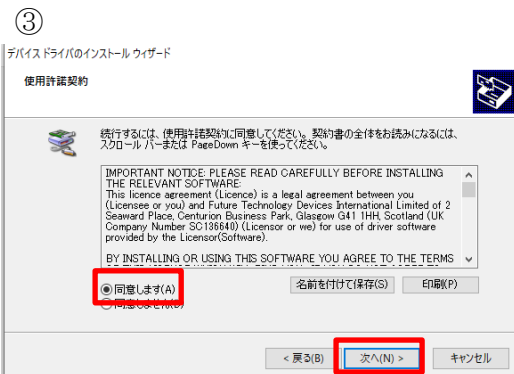 ③
デバイスドライバのインストール ウィザード
使用許諾契約
続行するには、使用許諾契約に同意してください。契約書の全体をお読みになるには、
スクロール バーまたは PageDown キーを使ってください。
IMPORTANT NOTICE: PLEASE READ CAREFULLY BEFORE INSTALLING
THE RELEVANT SOFTWARE:
This licence agreement (Licence) is a legal agreement between you
(Licensee or you) and Future Technology Devices International Limited of 2
Seaward Place, Centurion Business Park, Glasgow G41 1HH, Scotland (UK
Company Number SC136640) (Licensor or we) for use of driver software
provided by the Licensor(Software).
BY INSTALLING OR USING THIS SOFTWARE YOU AGREE TO THE TERMS
同意します(A)
名前を付けて保存(S)
印刷(P)
同意しません(D)
< 戻る(B)
次へ(N) >
キャンセル